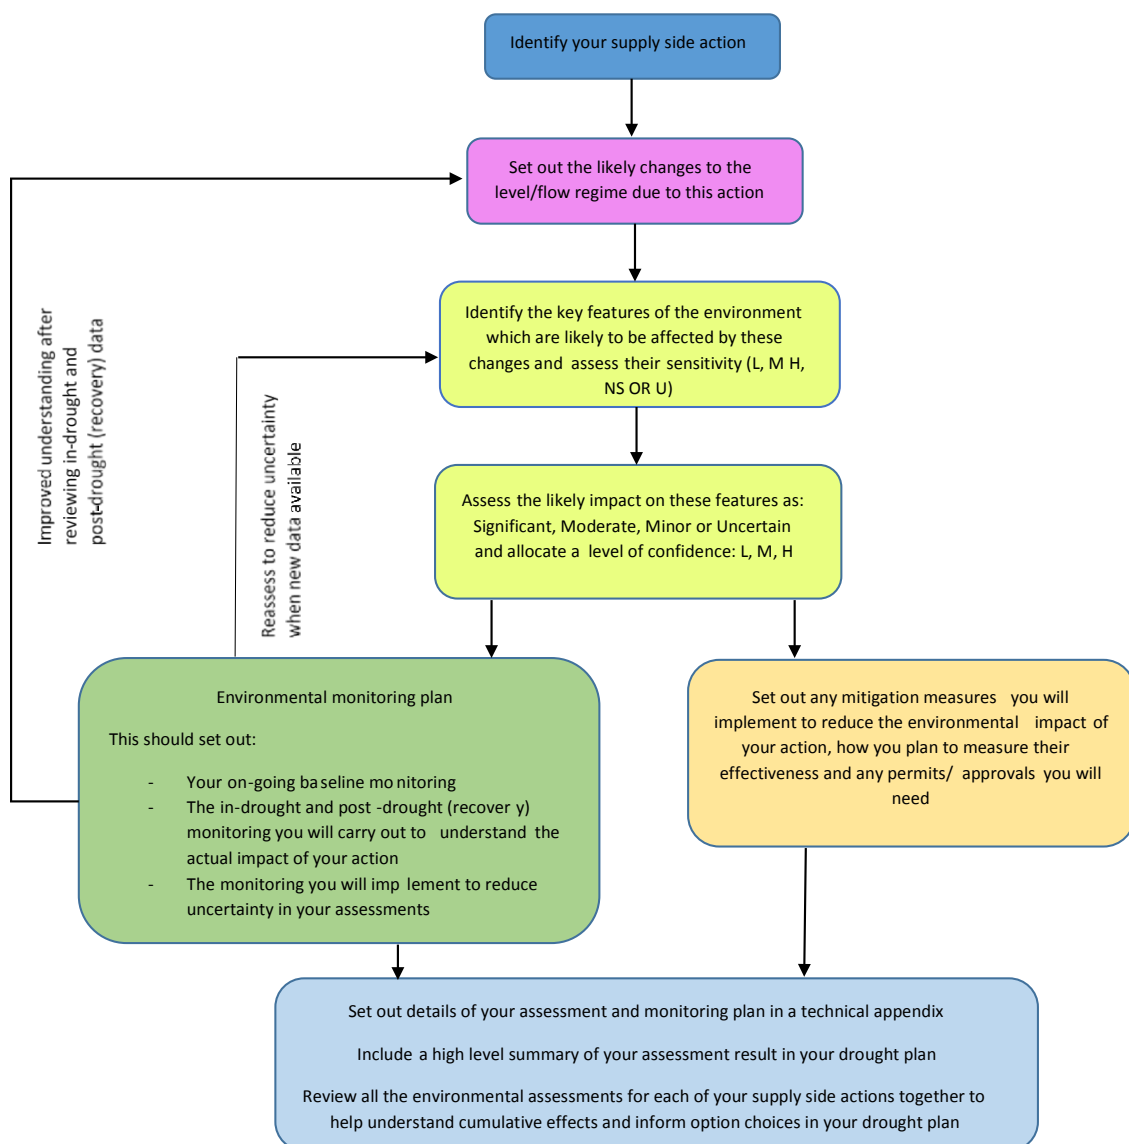 Identify your supply side action
Set out the likely changes to the
level/flow regime due to this action
Identify the key features of the environment
which are likely to be affected by these
changes and assess their sensitivity (L, M H,
NS OR U)
Assess the likely impact on these features as:
Significant, Moderate, Minor or Uncertain
and allocate a level of confidence: L, M, H
Improved understanding after
reviewing in-drought and
post-drought (recovery) data
Reassess to reduce uncertainty
when new data available
Environmental monitoring plan
This should set out:
- Your on-going baseline monitoring
- The in-drought and post -drought (recover y)
monitoring you will carry out to understand the
actual impact of your action
- The monitoring you will imp lement to reduce
uncertainty in your assessments
Set out any mitigation measures you will
implement to reduce the environmental impact of
your action, how you plan to measure their
effectiveness and any permits/ approvals you will
need
Set out details of your assessment and monitoring plan in a technical appendix
Include a high level summary of your assessment result in your drought plan
Review all the environmental assessments for each of your supply side actions together to
help understand cumulative effects and inform option choices in your drought plan